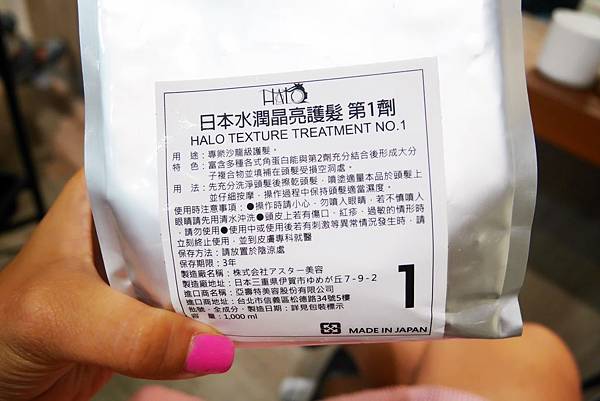 HALO
日本水潤晶亮護髮 第1劑
HALO TEXTURE TREATMENT NO.1
用　途：專業沙龍級護髮。
特　色：富含多種各式角蛋白能與第2劑充分結合後形成大分
子複合物並填補在頭髮受損空洞處。
用　法：先充分洗淨頭髮後擦乾頭髮，噴塗適量本品於頭髮上
並仔細按摩，操作過程中保持頭髮適當濕度。
使用時注意事項：●操作時請小心，勿噴入眼睛，若不慎噴入
眼睛請先用清水沖洗●頭皮上若有傷口、紅疹、過敏的情形時
，請勿使用●使用中或使用後若有刺激等異常情況發生時，請
立刻終止使用，並到皮膚專科就醫
保存方法：請放置於陰涼處
保存期限：3年
製造廠名稱：株式會社アスター美容
製造廠地址：日本三重県伊賀市ゆめが丘7-9-2
進口商名稱：亞壽特美容股份有限公司
進口商地址：台北市信義區松德路34號5樓
批號、全成分、製造日期：詳見包裝標示
容　量：1,000 ml
1
MADE IN JAPAN